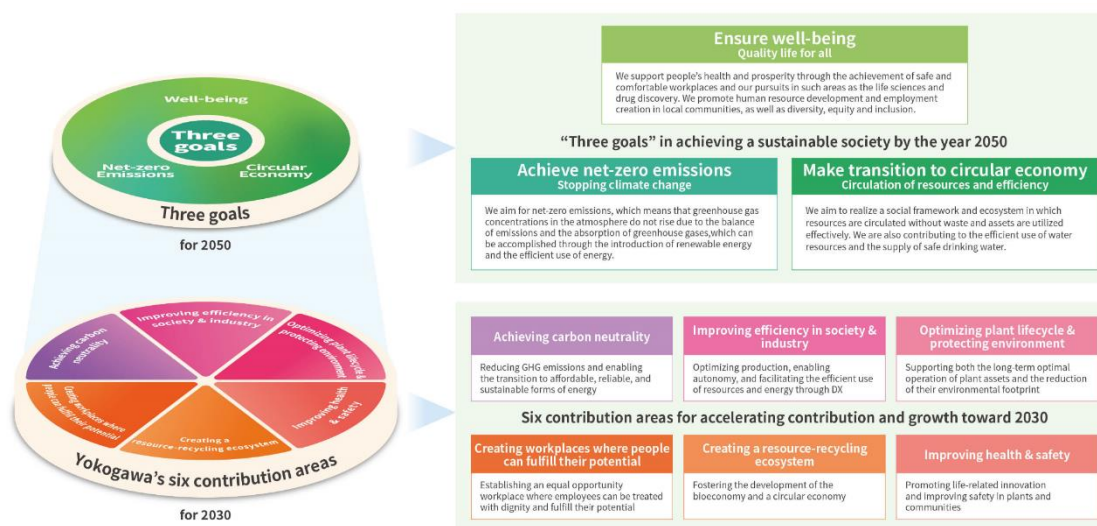 Well-being
Three
goals
Net-zero
Emissions
Circular
Economy
Three goals
for 2050
Improving efficiency in
society & industry
Achieving carbon
neutrality
Optimizing plant lifecycle &
protecting environment
Creating workplaces where
people can fulfill their potential
Creating a
resource-recycling ecosystem
Improving health
& safety
Yokogawa's six contribution areas
for 2030
Ensure well-being
Quality life for all
We support people's health and prosperity through the achievement of safe and
comfortable workplaces and our pursuits in such areas as the life sciences and
drug discovery. We promote human resource development and employment
creation in local communities, as well as diversity, equity and inclusion.
"Three goals" in achieving a sustainable society by the year 2050
Achieve net-zero emissions
Stopping climate change
We aim for net-zero emissions, which means that greenhouse gas
concentrations in the atmosphere do not rise due to the balance
of emissions and the absorption of greenhouse gases,which can
be accomplished through the introduction of renewable energy
and the efficient use of energy.
Make transition to circular economy
Circulation of resources and efficiency
We aim to realize a social framework and ecosystem in which
resources are circulated without waste and assets are utilized
effectively. We are also contributing to the efficient use of water
resources and the supply of safe drinking water.
Achieving carbon neutrality
Reducing GHG emissions and enabling
the transition to affordable, reliable, and
sustainable forms of energy
Improving efficiency in society &
industry
Optimizing production, enabling
autonomy, and facilitating the efficient use
of resources and energy through DX
Optimizing plant lifecycle &
protecting environment
Supporting both the long-term optimal
operation of plant assets and the reduction
of their environmental footprint
Six contribution areas for accelerating contribution and growth toward 2030
Creating workplaces where people
can fulfill their potential
Establishing an equal opportunity
workplace where employees can be treated
with dignity and fulfill their potential
Creating a resource-recycling
ecosystem
Fostering the development of the
bioeconomy and a circular economy
Improving health & safety
Promoting life-related innovation
and improving safety in plants and
communities